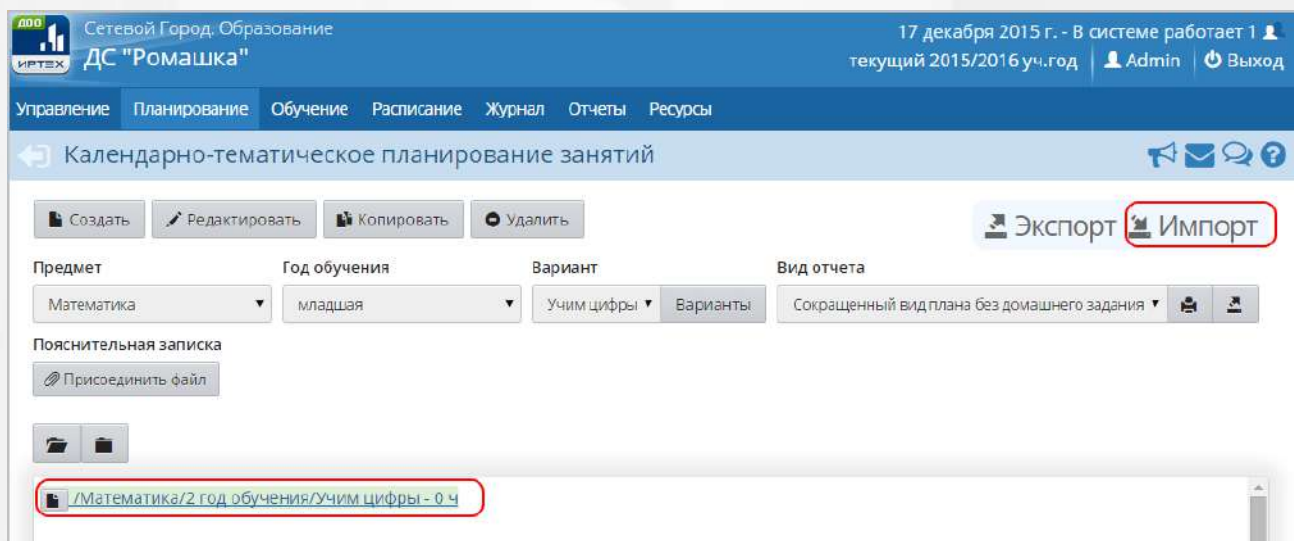 ДОО
ИРТЕХ
Сетевой Город. Образование
ДС "Ромашка"
17 декабря 2015 г. - В системе работает 1
текущий 2015/2016 уч.год Admin Выход
Управление Планирование Обучение Расписание Журнал Отчеты Ресурсы
Календарно-тематическое планирование занятий
Создать Редактировать Копировать Удалить Экспорт Импорт
Предмет Год обучения Вариант Вид отчета
Математика младшая Учим цифры Варианты Сокращенный вид плана без домашнего задания
Пояснительная записка
Присоединить файл
/Математика/2 год обучения/Учим цифры - 0 ч